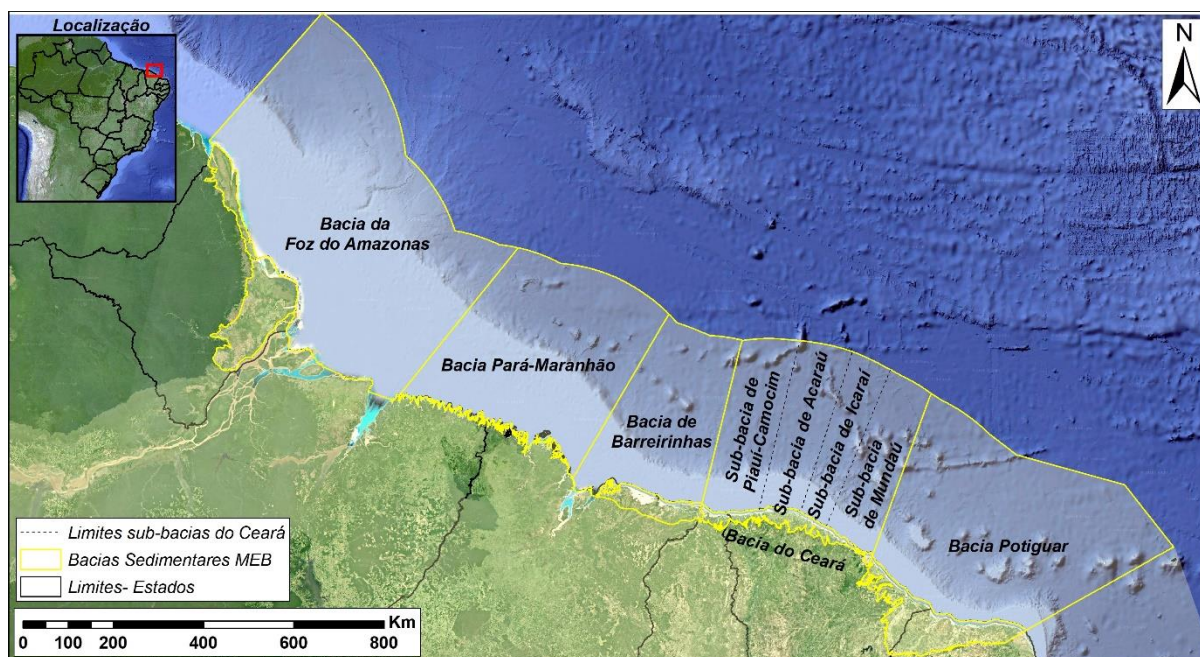 Localização
N
Bacia da
Foz do Amazonas
Bacia Pará-Maranhão
Bacia de
Barreirinhas
Sub-bacia de
Piauí-Camocim
Sub-bacia de Acaraú
Sub-bacia de Icaraí
Sub-bacia
de Mundaú
Bacia do Ceará
Bacia Potiguar
Limites sub-bacias do Ceará
Bacias Sedimentares MEB
Limites- Estados
Km
0 100 200 400 600 800